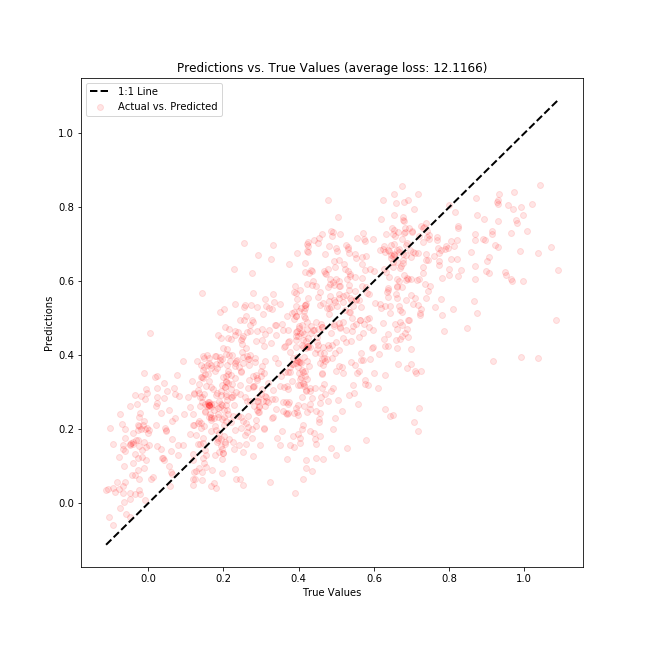 Predictions vs. True Values (average loss: 12.1166)
1:1 Line
Actual vs. Predicted
1.0
0.8
0.6
0.4
0.2
0.0
Predictions
0.0 0.2 0.4 0.6 0.8 1.0
True Values